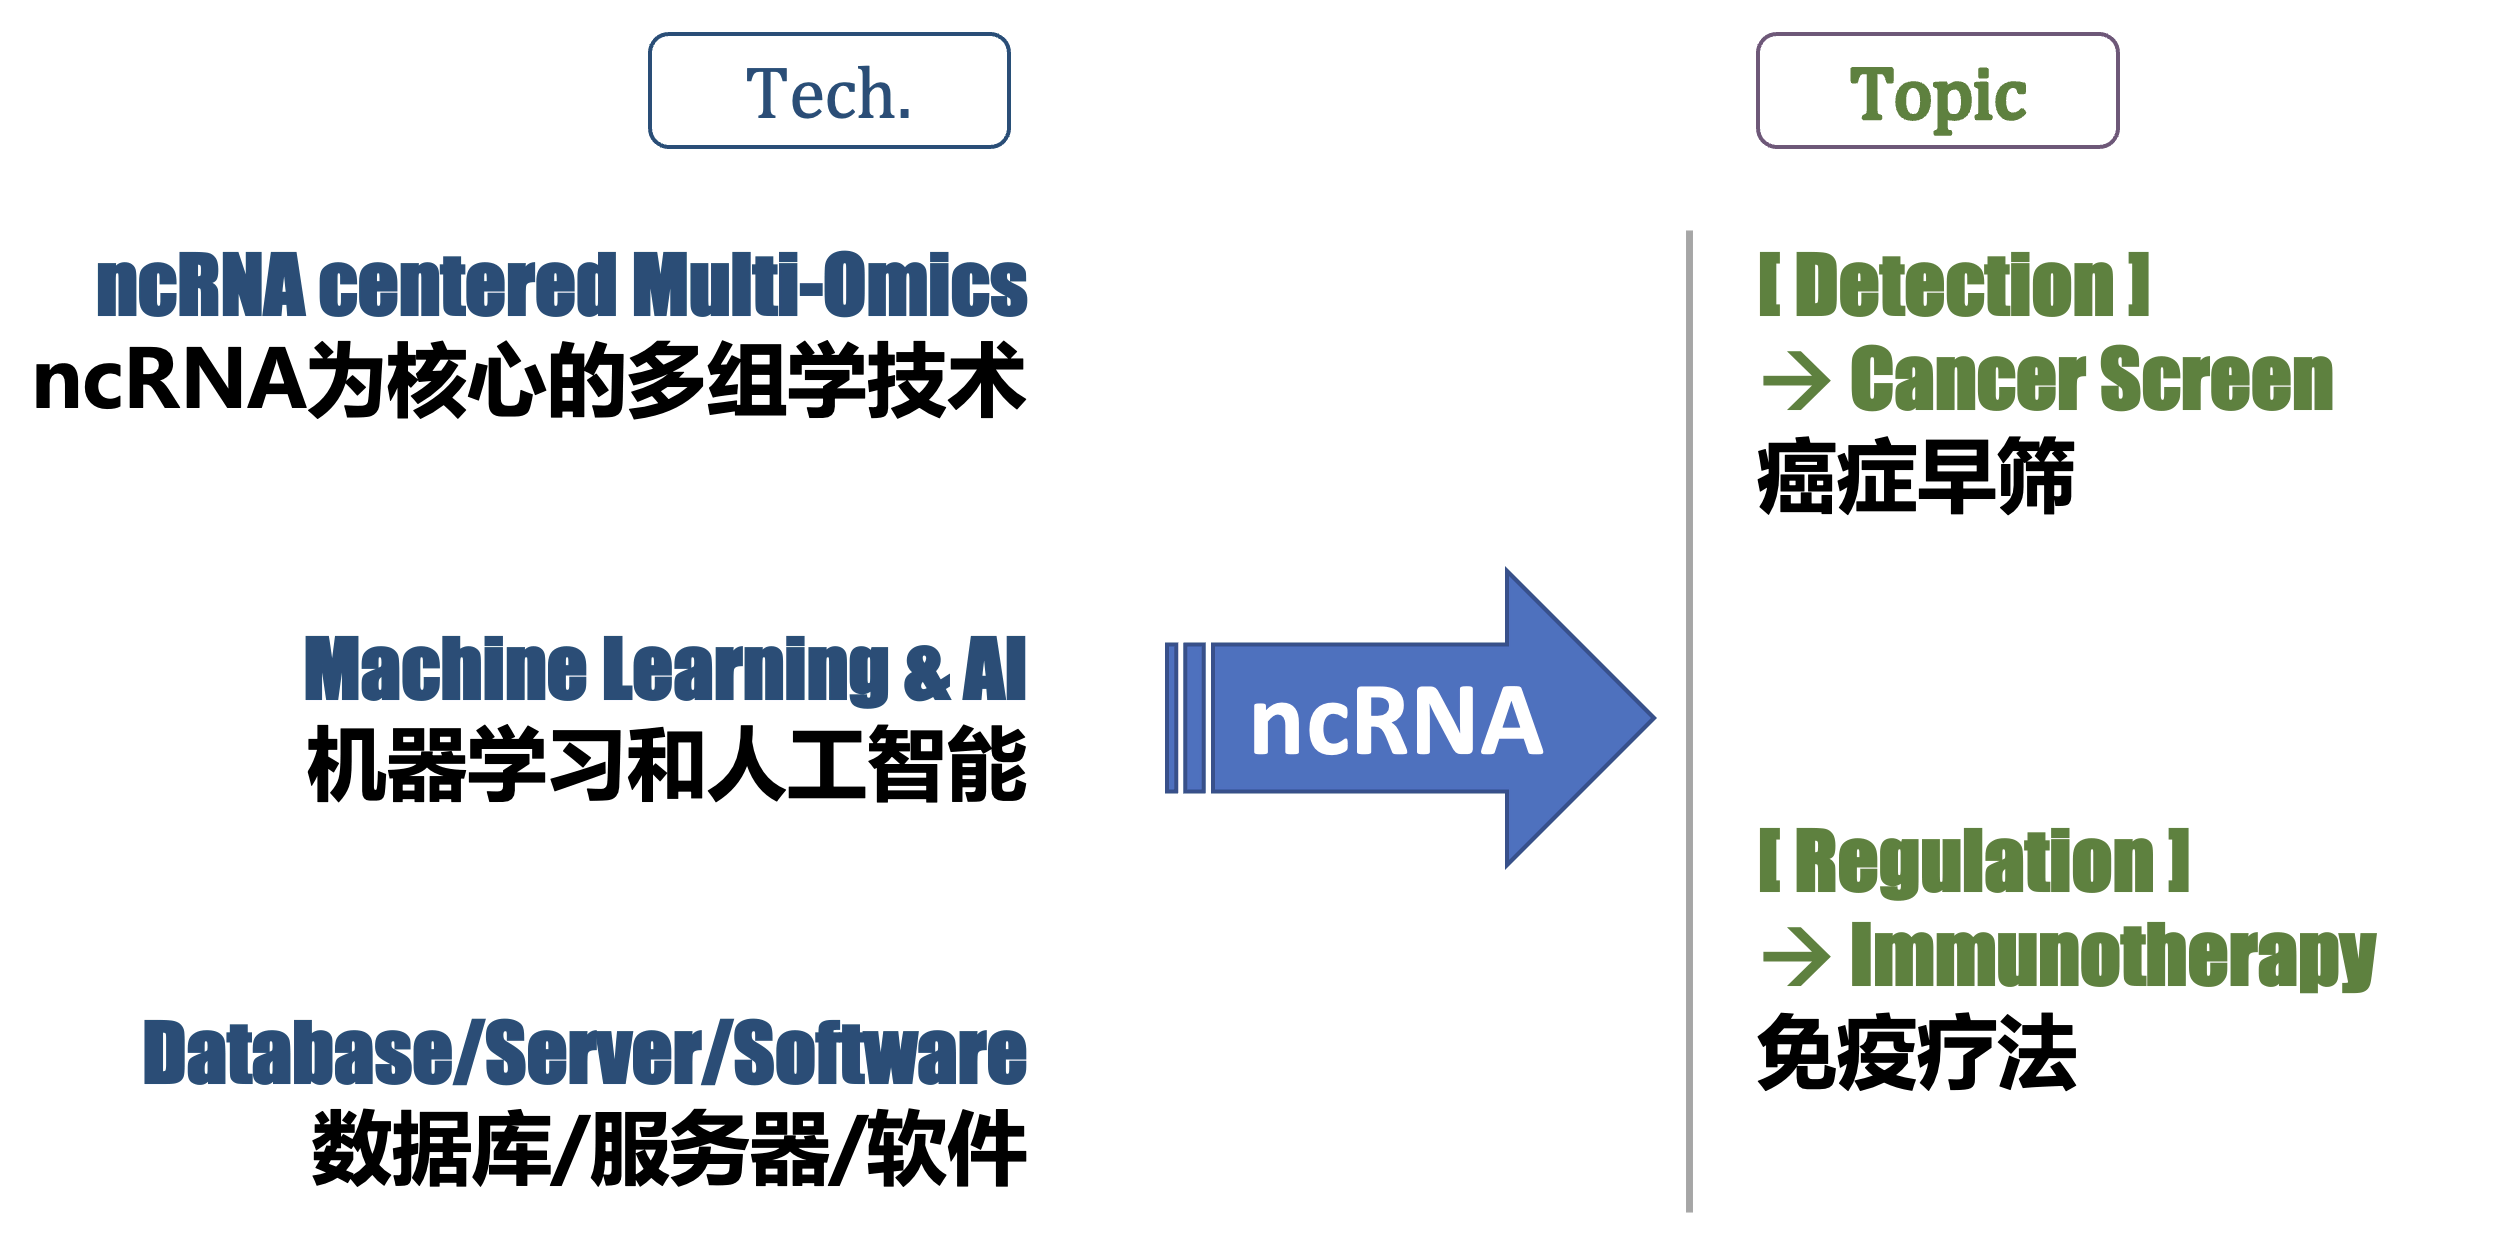 Tech.
ncRNA centered Multi-Omics
ncRNA为核心的多组学技术
Machine Learning & AI
机器学习和人工智能
Database/Server/Software
数据库/服务器/软件
ncRNA
Topic
[ Detection ]
→ Cancer Screen
癌症早筛
[ Regulation ]
→ Immunotherapy
免疫疗法